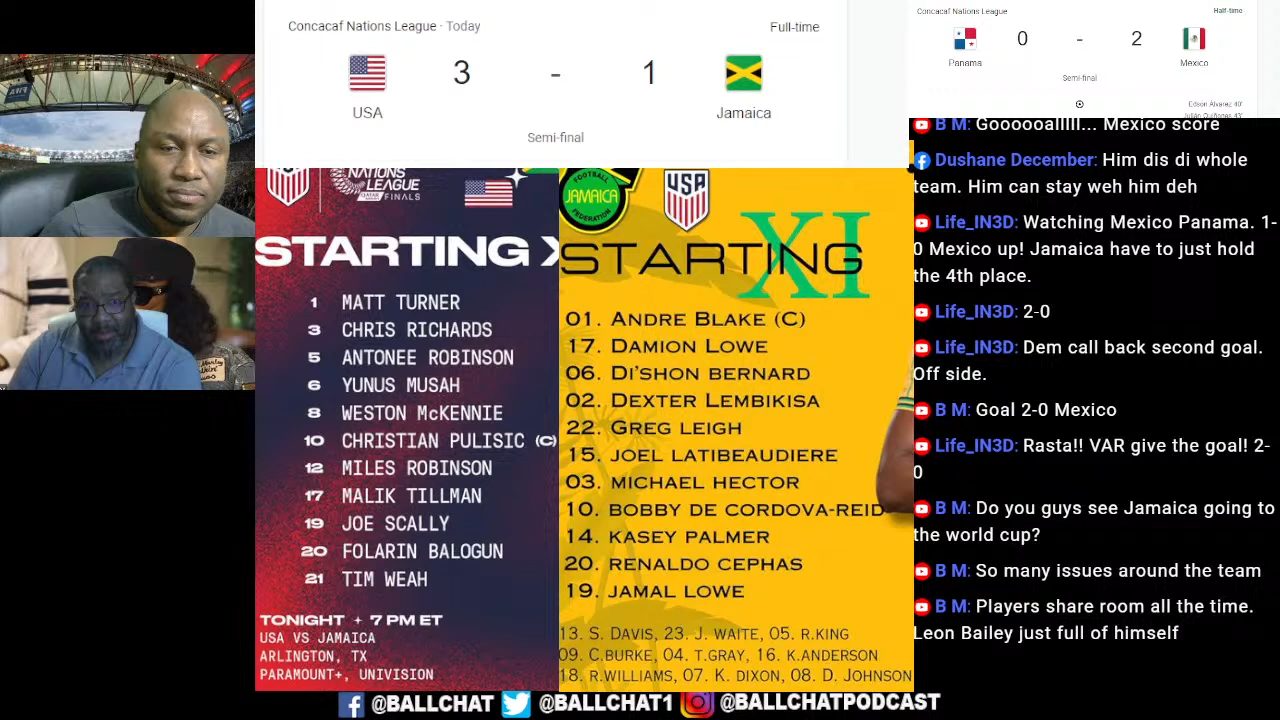 Concacaf Nations League · Today
Full-time
USA
3 - 1
Jamaica
Semi-final
Concacaf Nations League
Half-time
Panama
0 - 2
Mexico
Semi-final
Edson Álvarez 40'
Julián Quiñones 43'
NATIONS
LEAGUE
FINALS
STARTING X
1 MATT TURNER
3 CHRIS RICHARDS
5 ANTONEE ROBINSON
6 YUNUS MUSAH
8 WESTON McKENNIE
10 CHRISTIAN PULISIC (C)
12 MILES ROBINSON
17 MALIK TILLMAN
19 JOE SCALLY
20 FOLARIN BALOGUN
21 TIM WEAH
TONIGHT + 7 PM ET
USA VS JAMAICA
ARLINGTON, TX
PARAMOUNT+, UNIVISION
FOOTBALL
JAMAICA
FEDERATION
USA
STARTING XI
01. ANDRE BLAKE (C)
17. DAMION LOWE
06. DI'SHON BERNARD
02. DEXTER LEMBIKISA
22. GREG LEIGH
15. JOEL LATIBEAUDIERE
03. MICHAEL HECTOR
10. BOBBY DE CORDOVA-REID
14. KASEY PALMER
20. RENALDO CEPHAS
19. JAMAL LOWE
13. S. DAVIS, 23. J. WAITE, 05. R.KING
09. C.BURKE, 04. T.GRAY, 16. K.ANDERSON
18. R.WILLIAMS, 07. K. DIXON, 08. D. JOHNSON
B M: Goooooalllll... Mexico score
Dushane December: Him dis di whole
team. Him can stay weh him deh
Life_IN3D: Watching Mexico Panama. 1-
0 Mexico up! Jamaica have to just hold
the 4th place.
Life_IN3D: 2-0
Life_IN3D: Dem call back second goal.
Off side.
B M: Goal 2-0 Mexico
Life_IN3D: Rasta!! VAR give the goal! 2-
0
B M: Do you guys see Jamaica going to
the world cup?
B M: So many issues around the team
B M: Players share room all the time.
Leon Bailey just full of himself
@BALLCHAT @BALLCHAT1 @BALLCHATPODCAST